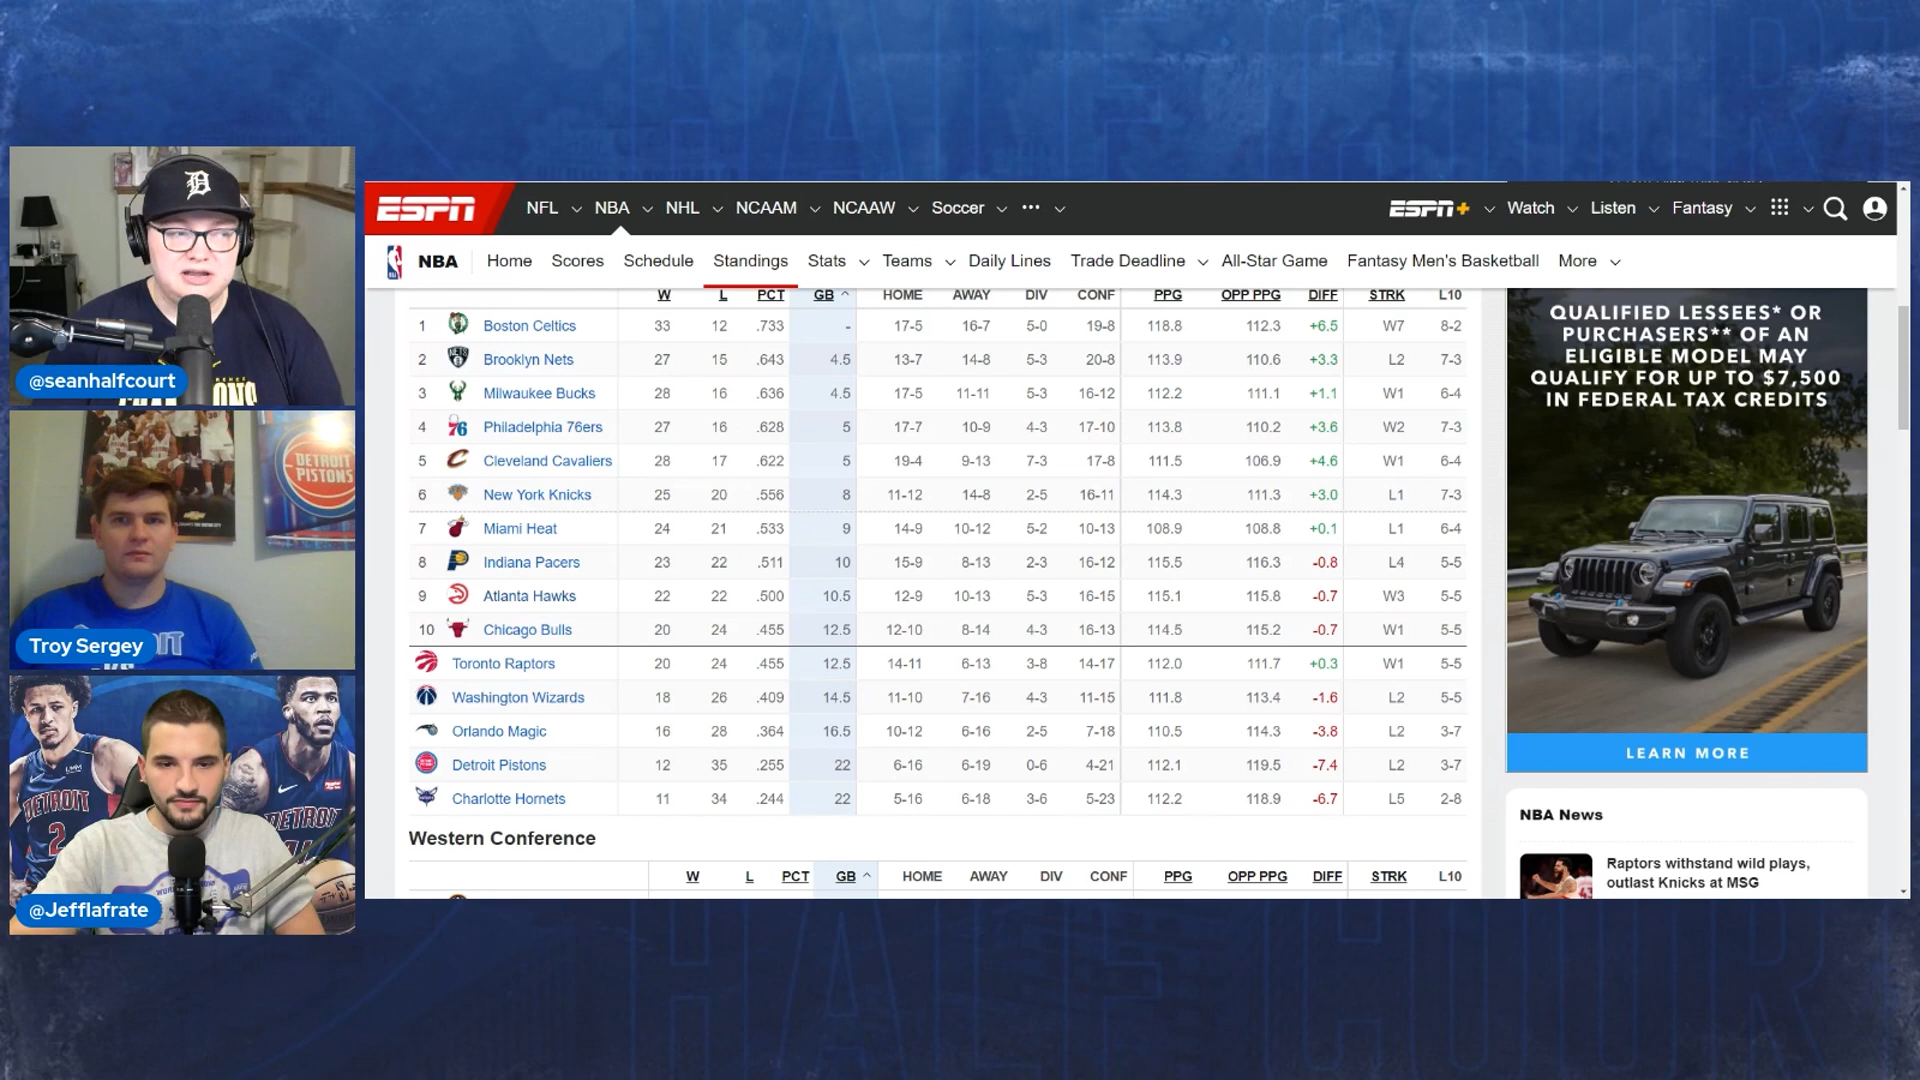 HALF COURT
ESPN NFL NBA NHL NCAAM NCAAW Soccer ••• ESPN+ Watch Listen Fantasy
NBA Home Scores Schedule Standings Stats Teams Daily Lines Trade Deadline All-Star Game Fantasy Men's Basketball More
W L PCT GB HOME AWAY DIV CONF PPG OPP PPG DIFF STRK L10
1 Boston Celtics 33 12 .733 - 17-5 16-7 5-0 19-8 118.8 112.3 +6.5 W7 8-2
2 NETS Brooklyn Nets 27 15 .643 4.5 13-7 14-8 5-3 20-8 113.9 110.6 +3.3 L2 7-3
3 Milwaukee Bucks 28 16 .636 4.5 17-5 11-11 5-3 16-12 112.2 111.1 +1.1 W1 6-4
4 76 Philadelphia 76ers 27 16 .628 5 17-7 10-9 4-3 17-10 113.8 110.2 +3.6 W2 7-3
5 Cleveland Cavaliers 28 17 .622 5 19-4 9-13 7-3 17-8 111.5 106.9 +4.6 W1 6-4
6 New York Knicks 25 20 .556 8 11-12 14-8 2-5 16-11 114.3 111.3 +3.0 L1 7-3
7 Miami Heat 24 21 .533 9 14-9 10-12 5-2 10-13 108.9 108.8 +0.1 L1 6-4
8 Indiana Pacers 23 22 .511 10 15-9 8-13 2-3 16-12 115.5 116.3 -0.8 L4 5-5
9 Atlanta Hawks 22 22 .500 10.5 12-9 10-13 5-3 16-15 115.1 115.8 -0.7 W3 5-5
10 Chicago Bulls 20 24 .455 12.5 12-10 8-14 4-3 16-13 114.5 115.2 -0.7 W1 5-5
Toronto Raptors 20 24 .455 12.5 14-11 6-13 3-8 14-17 112.0 111.7 +0.3 W1 5-5
Washington Wizards 18 26 .409 14.5 11-10 7-16 4-3 11-15 111.8 113.4 -1.6 L2 5-5
Orlando Magic 16 28 .364 16.5 10-12 6-16 2-5 7-18 110.5 114.3 -3.8 L2 3-7
Detroit Pistons 12 35 .255 22 6-16 6-19 0-6 4-21 112.1 119.5 -7.4 L2 3-7
Charlotte Hornets 11 34 .244 22 5-16 6-18 3-6 5-23 112.2 118.9 -6.7 L5 2-8
Western Conference
W L PCT GB HOME AWAY DIV CONF PPG OPP PPG DIFF STRK L10
QUALIFIED LESSEES* OR
PURCHASERS** OF AN
ELIGIBLE MODEL MAY
QUALIFY FOR UP TO $7,500
IN FEDERAL TAX CREDITS
LEARN MORE
NBA News
Raptors withstand wild plays,
outlast Knicks at MSG
D
@seanhalfcourt
DETROIT
PISTONS
Troy Sergey
DETROIT
2
DETROIT
@Jefflafrate
HALF COURT